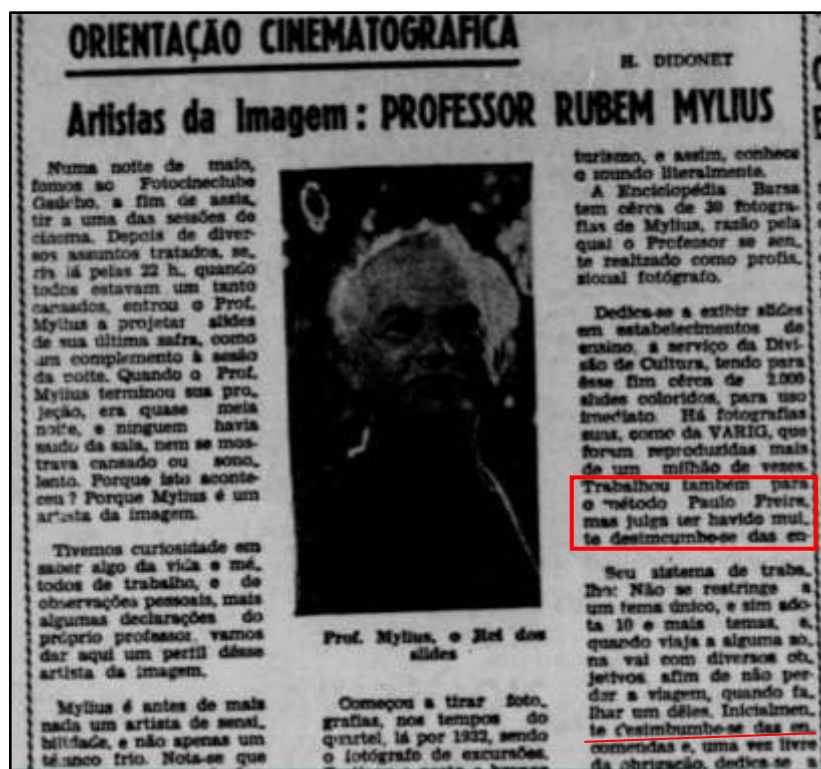 ORIENTAÇÃO CINEMATOGRÁFICA
H. DIDONET
Artistas da Imagem: PROFESSOR RUBEM MYLIUS
Numa noite de maio,
fomos ao Fotocineclube
Gaúcho, a fim de assis,
tir a uma das sessões de
cinema. Depois de diver-
sos assuntos tratados, se,
ria lá pelas 22 h., quando
todos estavam um tanto
cansados, entrou o Prof.
Mylius a projetar slides
de sua última safra, como
um complemento à sesão
da noite. Quando o Prof.
Mylius terminou sua pro,
jeção, era quase meia
noite, e ninguem havia
saído da sala, nem se mos-
trava cansado ou sono,
lento. Porque isto aconte-
ceu? Porque Mylius é um
artista da imagem.
Tivemos curiosidade em
saber algo da vida e mé,
todos de trabalho, e de
observações pessoais, mais
algumas declarações do
próprio professor, vamos
dar aqui um perfil dêsse
artista da imagem.
Mylius é antes de mais
nada um artista de sensi,
bilidade, e não apenas um
técnico frio. Nota-se que
Prof. Mylius, o Rei dos
slides
Começou a tirar foto,
grafias, nos tempos do
quartel, lá por 1932, sendo
o fotógrafo de excursões.
turismo, e assim, conhece
o mundo literalmente.
A Enciclopédia Barsa
tem cêrca de 30 fotogra-
fias de Mylius, razão pela
qual o Professor se sen,
te realizado como profis,
sional fotógrafo.
Dedica-se a exibir slides
em estabelecimentos de
ensino, a serviço da Divi-
são de Cultura, tendo para
êsse fim cêrca de 2.000
slides coloridos, para uso
imediato. Há fotografias
suas, como da VARIG, que
foram reproduzidas mais
de um milhão de vezes.
Trabalhou também para
o método Paulo Freire,
mas julga ter havido mui,
te desimcumbe-se das en-
Seu sistema de traba,
lho: Não se restringe a
um tema único, e sim ado-
ta 10 e mais temas, e,
quando viaja a alguma zo,
na vai com diversos ob,
jetivos afim de não per-
der a viagem, quando fa,
lhar um dêles. Inicialmen,
te desimbumbe-se das en
comendas e, uma vez livre
da obrigação, dedica-se a